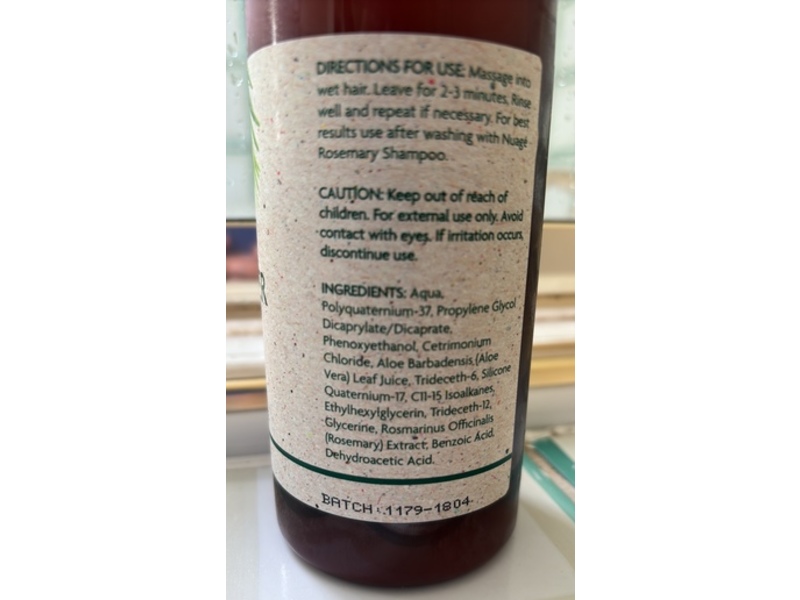 DIRECTIONS FOR USE: Massage into
wet hair. Leave for 2-3 minutes. Rinse
well and repeat if necessary. For best
results use after washing with Nuagé
Rosemary Shampoo.
CAUTION: Keep out of reach of
children. For external use only. Avoid
contact with eyes. If irritation occurs,
discontinue use.
INGREDIENTS: Aqua,
Polyquaternium-37, Propylene Glycol
Dicaprylate/Dicaprate,
Phenoxyethanol, Cetrimonium
Chloride, Aloe Barbadensis (Aloe
Vera) Leaf Juice, Trideceth-6, Silicone
Quaternium-17, C11-15 Isoalkanes,
Ethylhexylglycerin, Trideceth-12,
Glycerine, Rosmarinus Officinalis
(Rosemary) Extract, Benzoic Acid,
Dehydroacetic Acid.
BATCH 1179-1804